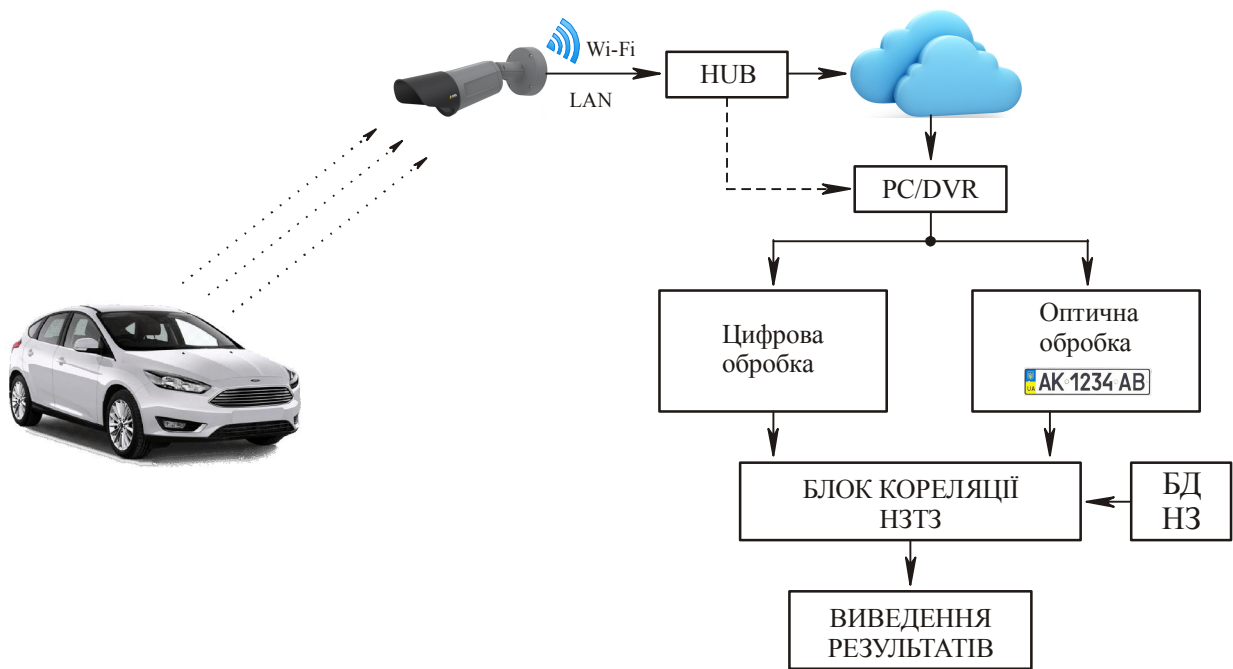 Wi-Fi
LAN
HUB
PC/DVR
Цифрова
обробка
Оптична
обробка
UA
AK 1234 AB
БЛОК КОРЕЛЯЦІЇ
НЗТЗ
БД
НЗ
ВИВЕДЕННЯ
РЕЗУЛЬТАТІВ